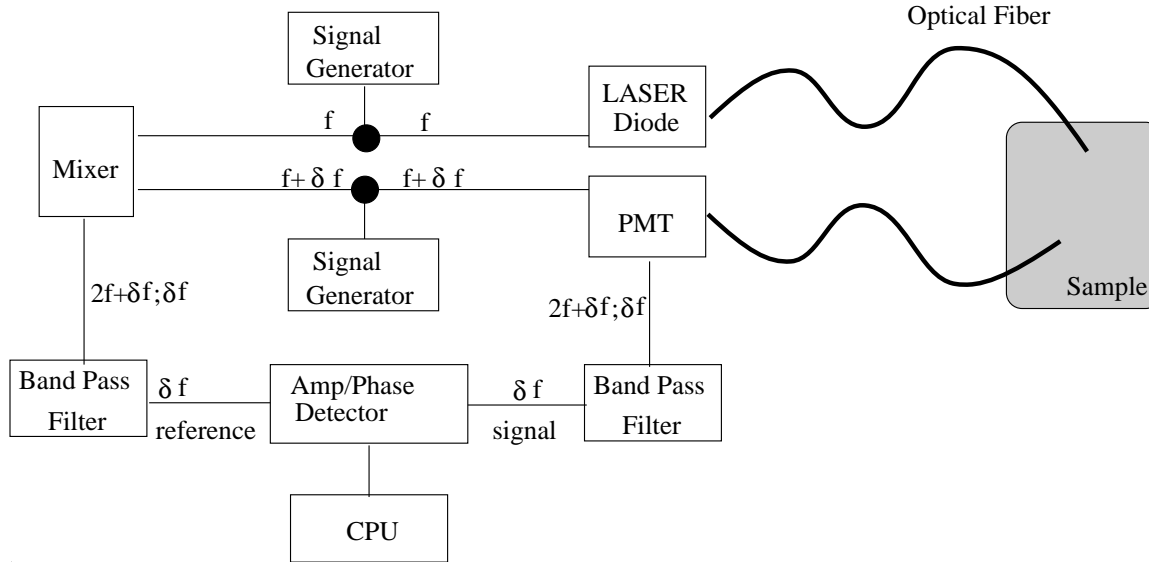 Optical Fiber
Signal
Generator
LASER
Diode
f
f
Mixer
f+ δ f
f+ δ f
PMT
Signal
Generator
Sample
2f+δf;δf
2f+δf;δf
Band Pass
Filter
δ f
reference
Amp/Phase
Detector
δ f
signal
Band Pass
Filter
CPU